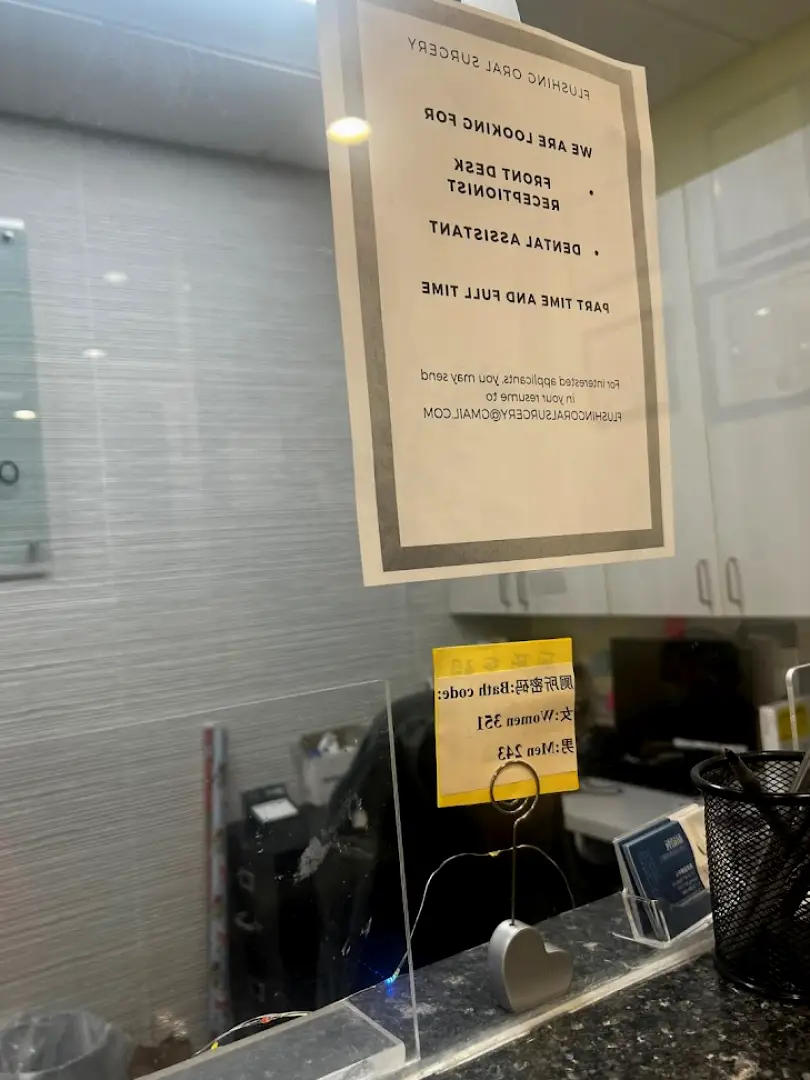 FLUSHING ORAL SURGERY
WE ARE LOOKING FOR
• FRONT DESK
RECEPTIONIST
• DENTAL ASSISTANT
PART TIME AND FULL TIME
For interested applicants, you may send
in your resume to
FLUSHINGORALSURGERY@GMAIL.COM
厕所密码:Bath code:
女:Women 351
男:Men 243